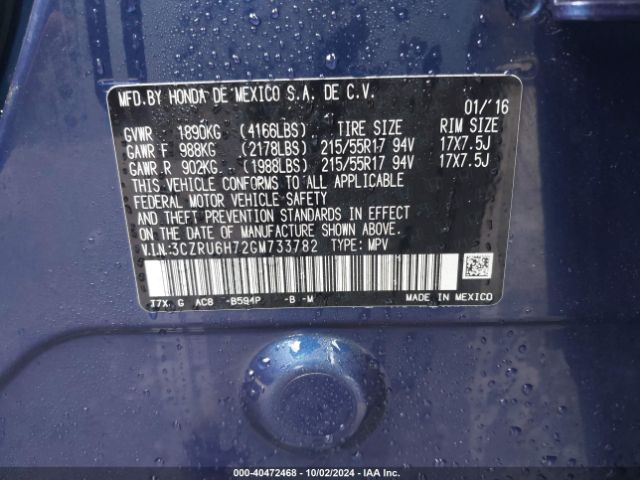 MFD.BY HONDA DE MEXICO S.A. DE C.V.
01/'16
GVWR 1890KG (4166LBS) TIRE SIZE RIM SIZE
GAWR F 988KG (2178LBS) 215/55R17 94V 17X7.5J
GAWR R 902KG (1988LBS) 215/55R17 94V 17X7.5J
THIS VEHICLE CONFORMS TO ALL APPLICABLE
FEDERAL MOTOR VEHICLE SAFETY
AND THEFT PREVENTION STANDARDS IN EFFECT
ON THE DATE OF MANUFACTURE SHOWN ABOVE.
V.I.N:3CZRU6H72GM733782 TYPE: MPV
T7X G AC8 -B594P -B -M
MADE IN MEXICO
000-40472468 - 10/02/2024 - IAA Inc.